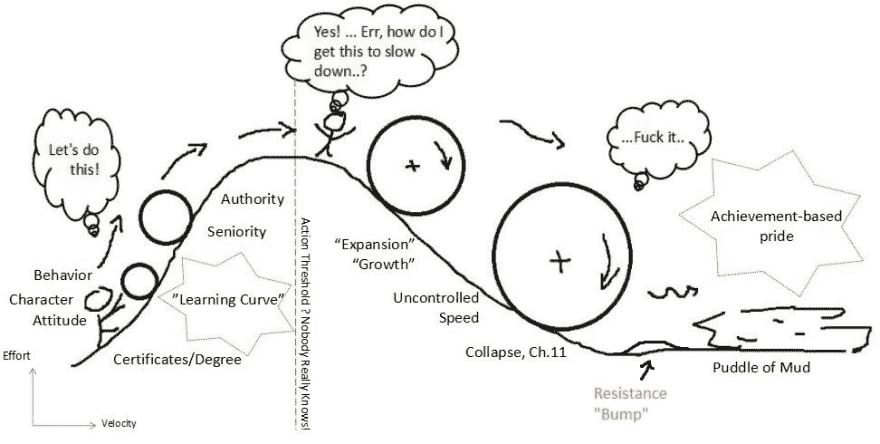 Yes! ... Err, how do I
get this to slow
down..?
Let's do
this!
...Fuck it..
Authority
Seniority
Achievement-based
pride
"Expansion"
"Growth"
Behavior
Character
Attitude
"Learning Curve"
Uncontrolled
Speed
Action Threshold ? Nobody Really Knows!
Effort
Certificates/Degree
Collapse, Ch.11
Puddle of Mud
Resistance
"Bump"
Velocity